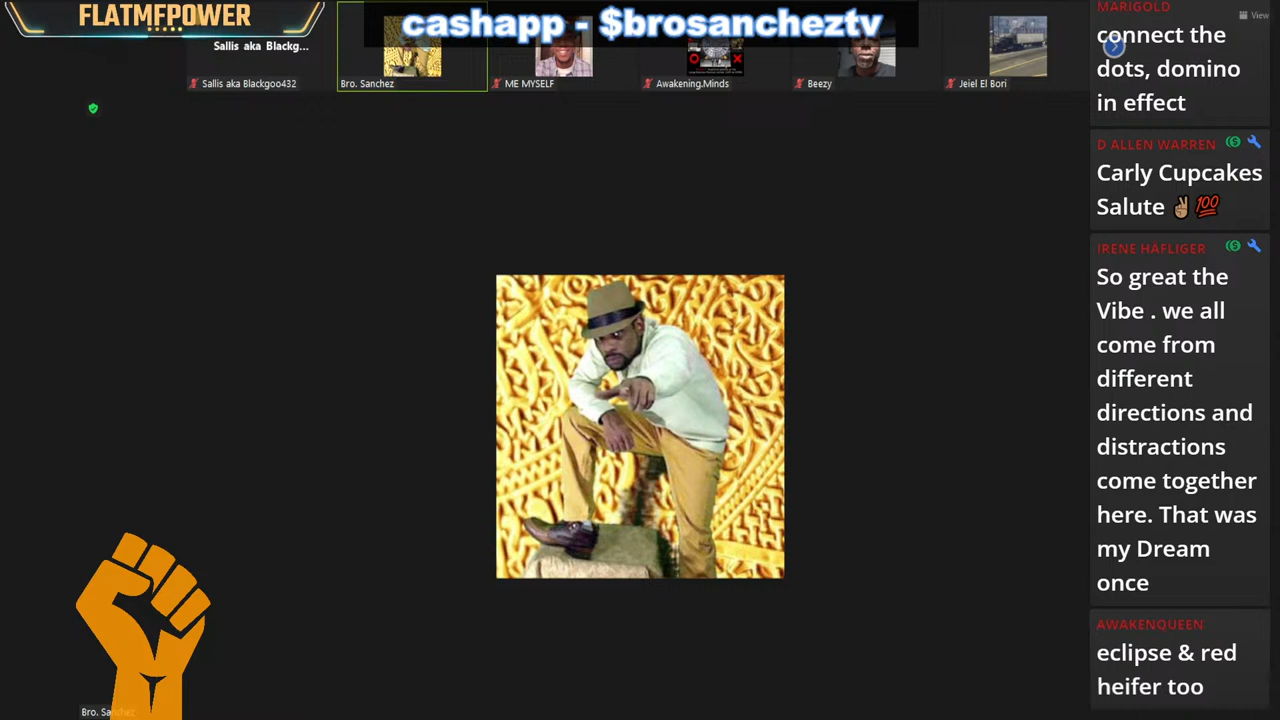 FLATMFPOWER
cashapp - $brosancheztv
View
Sallis aka Blackg...
Sallis aka Blackgoo432
Bro. Sanchez
ME MYSELF
Awakening.Minds
Beezy
Jeiel El Bori
MARIGOLD
connect the
dots, domino
in effect
D ALLEN WARREN
Carly Cupcakes
Salute ✌🏽💯
IRENE HAFLIGER
So great the
Vibe . we all
come from
different
directions and
distractions
come together
here. That was
my Dream
once
AWAKENQUEEN
eclipse & red
heifer too
Bro. Sanchez